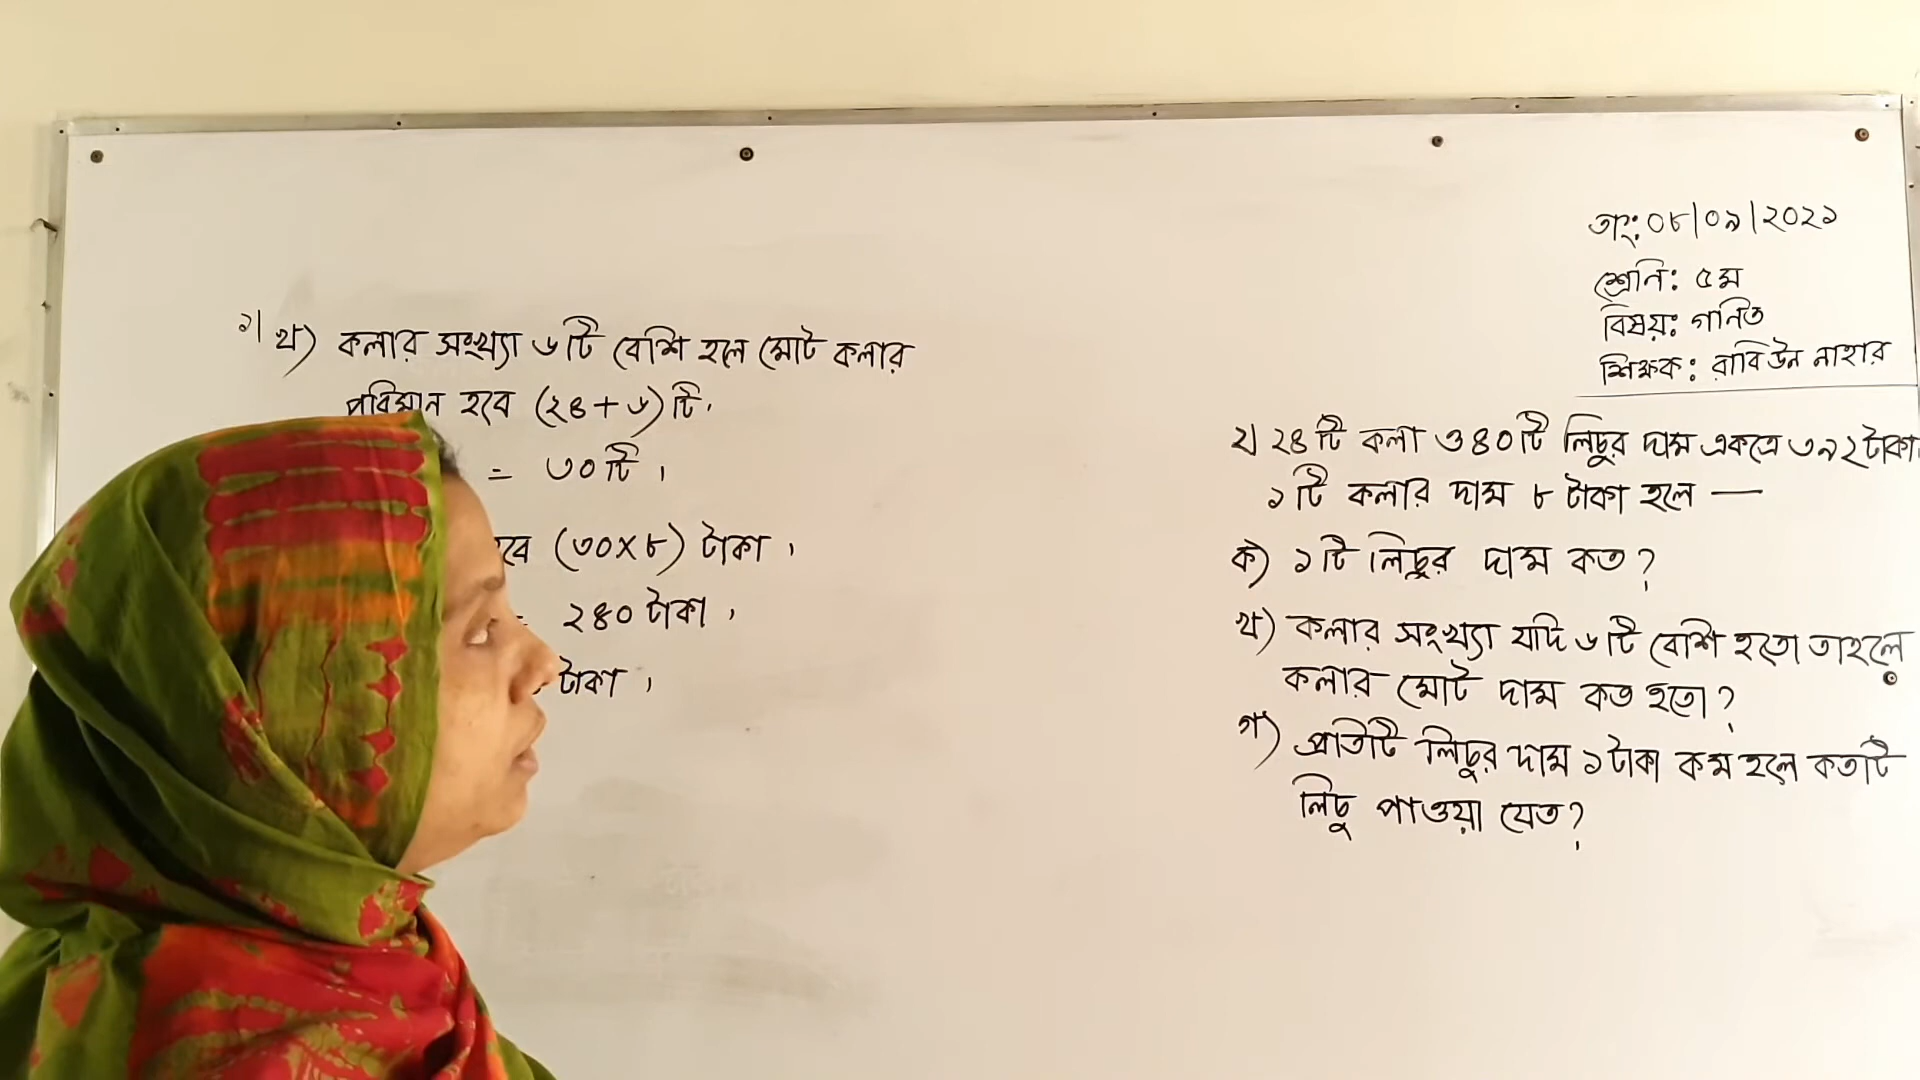 তাং: ০৮/০৯/২০২১
শ্রেনি: ৫ম
বিষয়: গনিত
শিক্ষক: রাবিউন নাহার
১। খ) কলার সংখ্যা ৬টি বেশি হলে মোট কলার
পরিমান হবে (২৪+৬)টি।
= ৩০টি।
বে (৩০×৮) টাকা।
= ২৪০ টাকা।
টাকা।
২। ২৪টি কলা ও ৪০টি লিচুর দাম একত্রে ৩৯২ টাকা।
১টি কলার দাম ৮ টাকা হলে —
ক) ১টি লিচুর দাম কত?
খ) কলার সংখ্যা যদি ৬টি বেশি হতো তাহলে
কলার মোট দাম কত হতো?
গ) প্রতিটি লিচুর দাম ১ টাকা কম হলে কতটি
লিচু পাওয়া যেত?